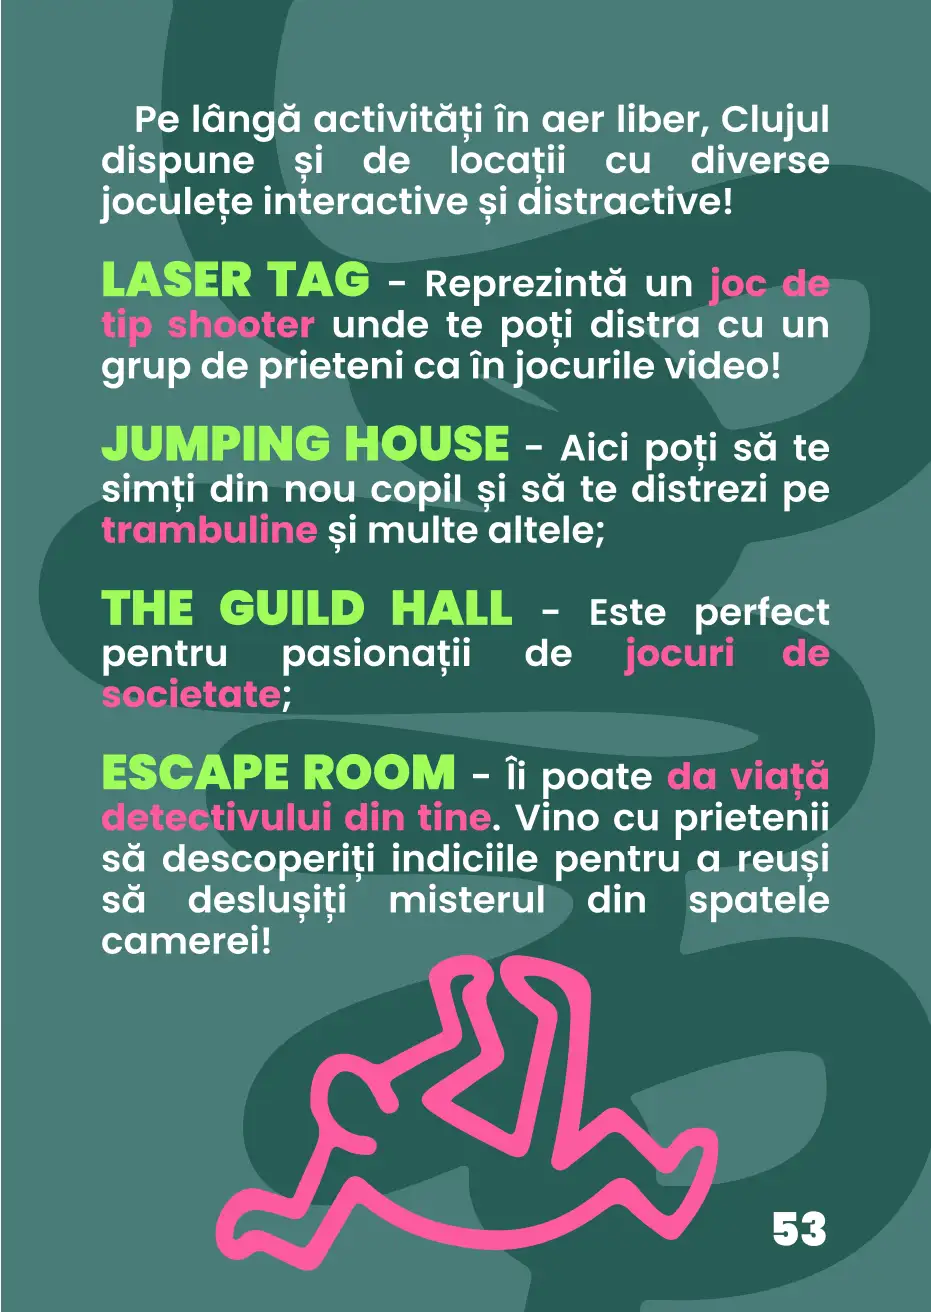 Pe lângă activități în aer liber, Clujul
dispune și de locații cu diverse
joculețe interactive și distractive!
LASER TAG - Reprezintă un joc de
tip shooter unde te poți distra cu un
grup de prieteni ca în jocurile video!
JUMPING HOUSE - Aici poți să te
simți din nou copil și să te distrezi pe
trambuline și multe altele;
THE GUILD HALL - Este perfect
pentru pasionații de jocuri de
societate;
ESCAPE ROOM - Îi poate da viață
detectivului din tine. Vino cu prietenii
să descoperiți indiciile pentru a reuși
să deslușiți misterul din spatele
camerei!
53